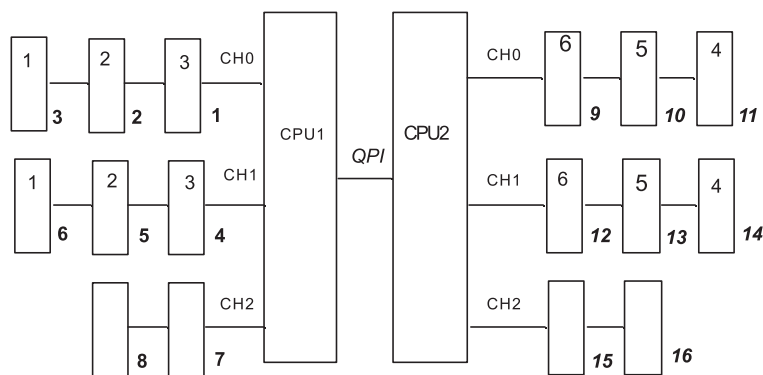 1 2 3 CH0 CH0 6 5 4
3 2 1 9 10 11
CPU1 QPI CPU2
1 2 3 CH1 CH1 6 5 4
6 5 4 12 13 14
CH2 CH2
8 7 15 16